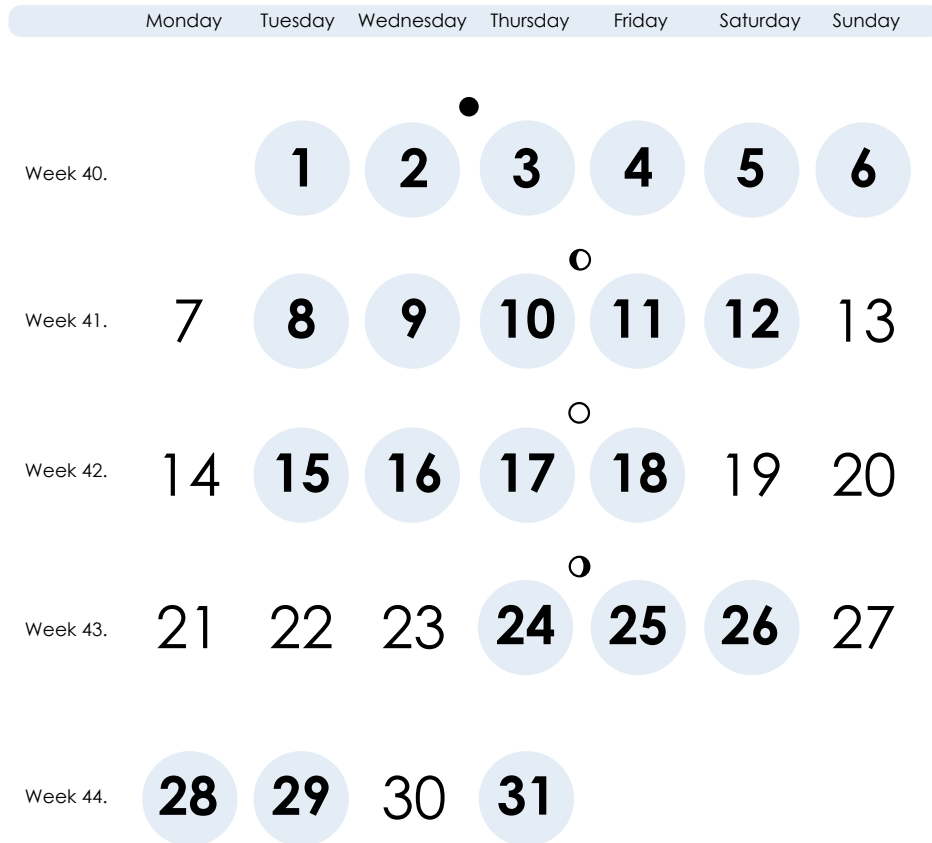 Monday Tuesday Wednesday Thursday Friday Saturday Sunday
Week 40. 1 2 3 4 5 6
Week 41. 7 8 9 10 11 12 13
Week 42. 14 15 16 17 18 19 20
Week 43. 21 22 23 24 25 26 27
Week 44. 28 29 30 31